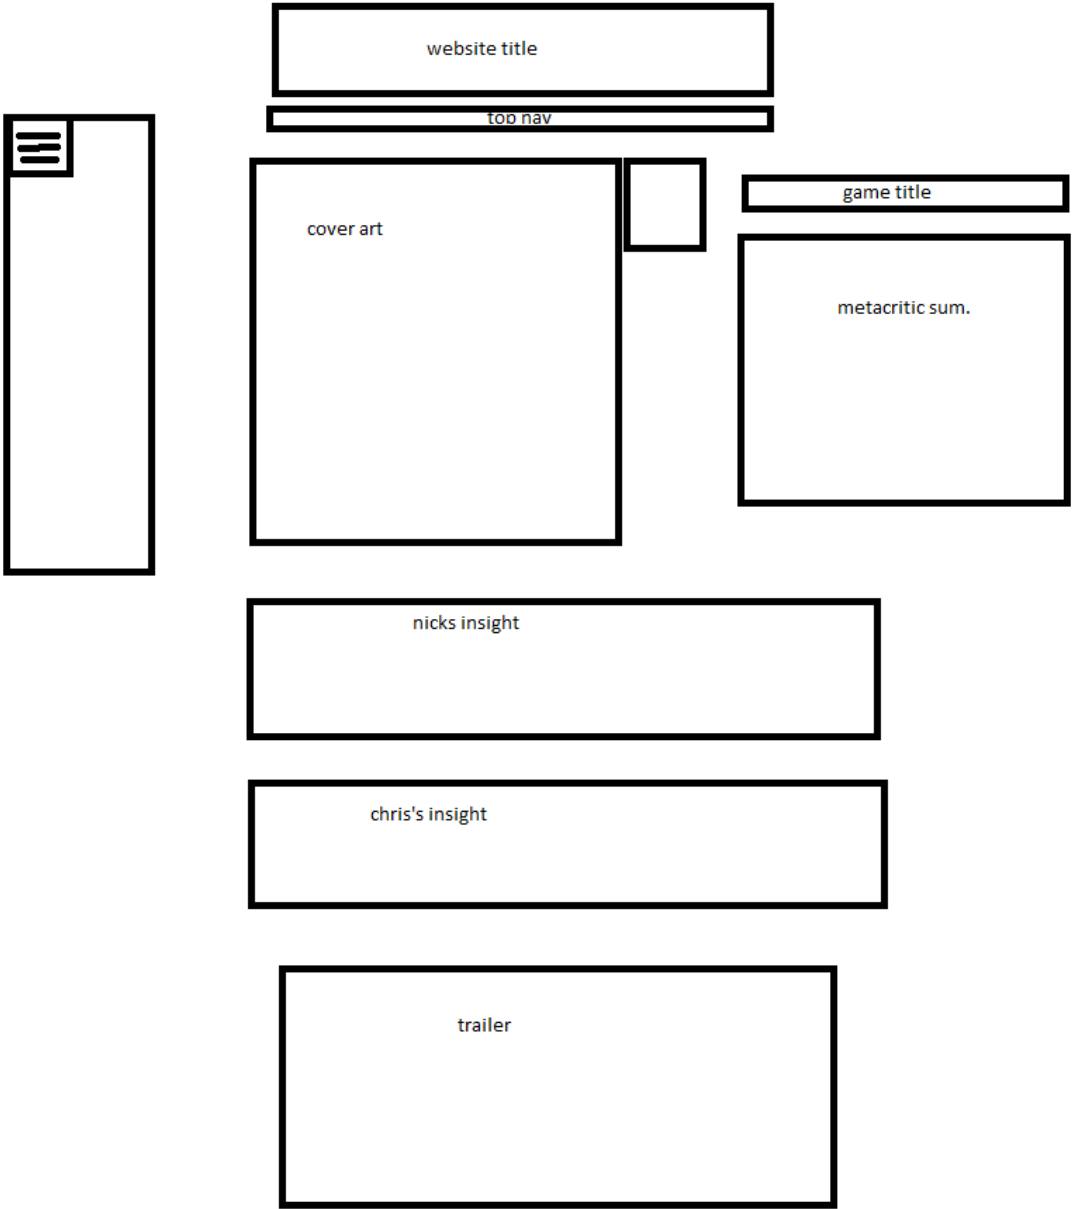 website title
top nav
game title
cover art
metacritic sum.
nicks insight
chris's insight
trailer